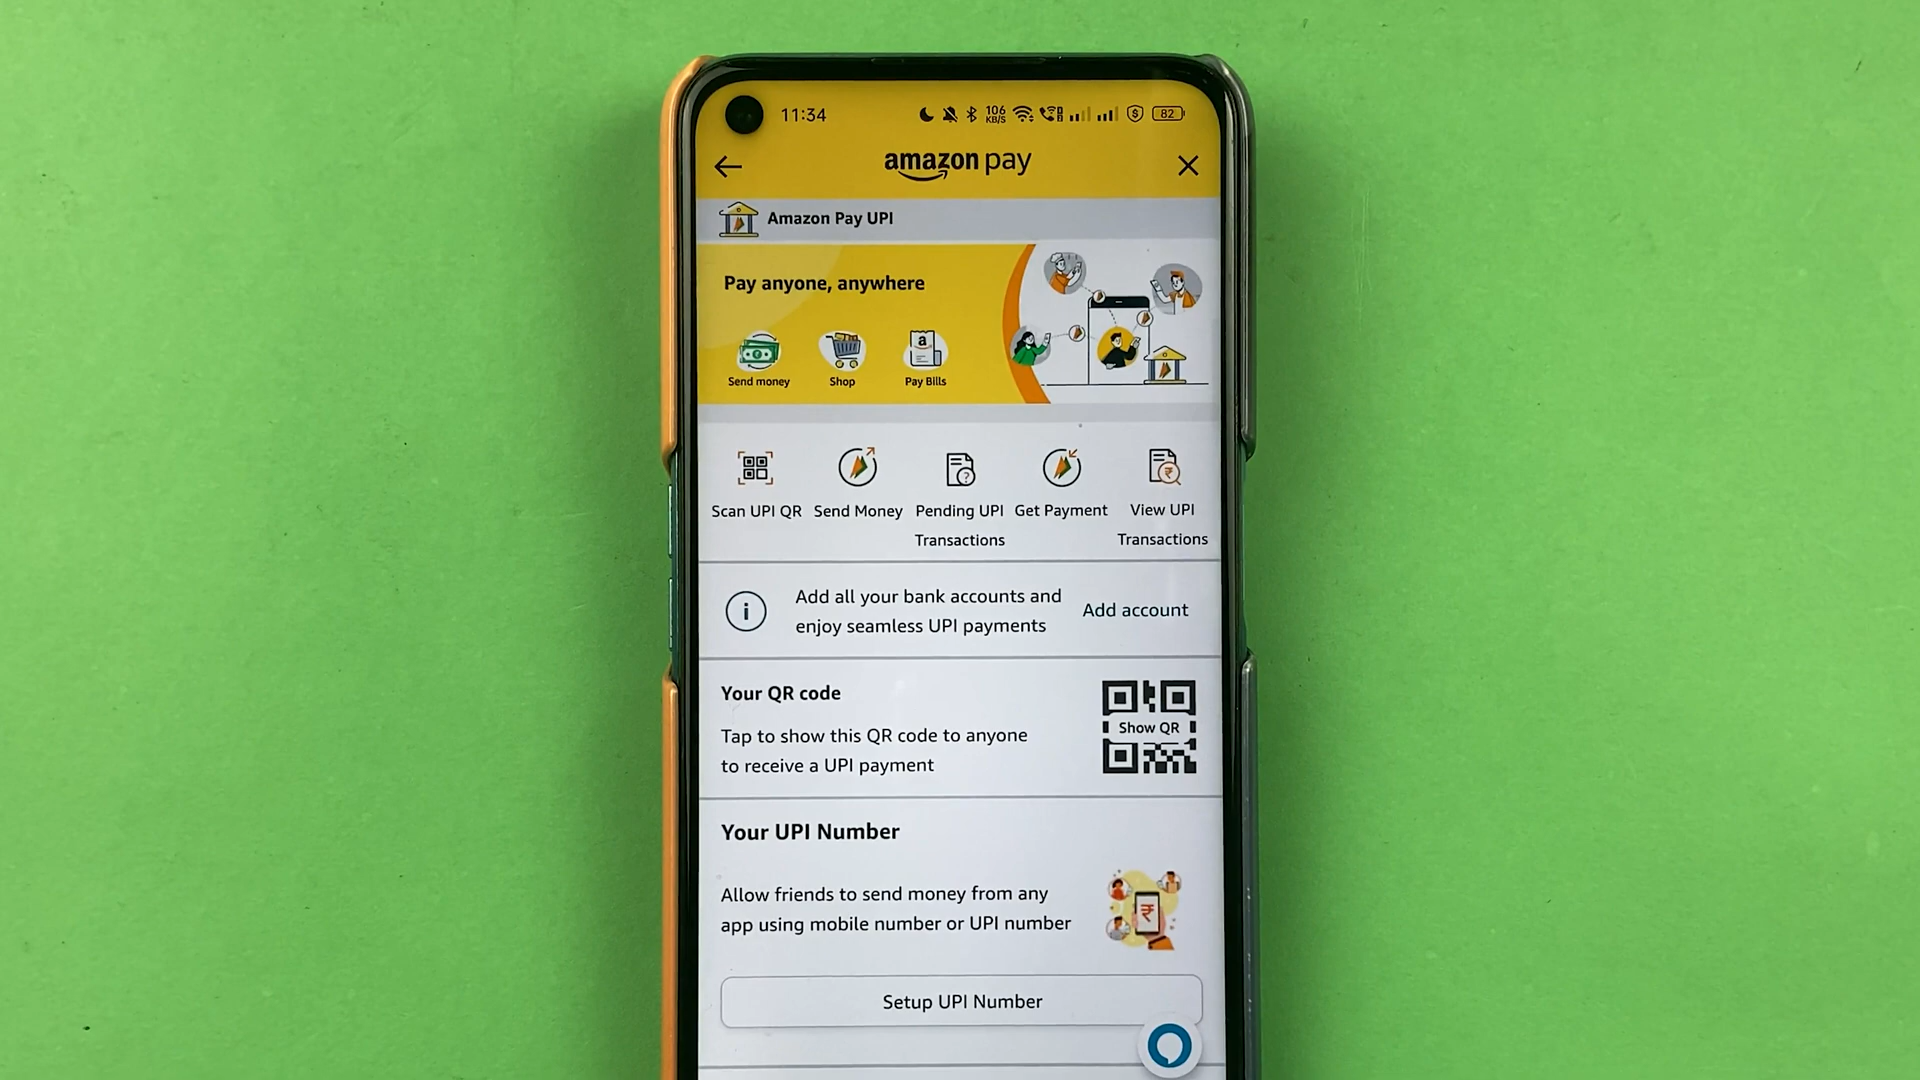 11:34
106
KB/S
82
amazon pay
Amazon Pay UPI
Pay anyone, anywhere
a
Send money
Shop
Pay Bills
Scan UPI QR
Send Money
Pending UPI
Transactions
Get Payment
View UPI
Transactions
Add all your bank accounts and
enjoy seamless UPI payments
Add account
Your QR code
Tap to show this QR code to anyone
to receive a UPI payment
Show QR
Your UPI Number
Allow friends to send money from any
app using mobile number or UPI number
₹
Setup UPI Number